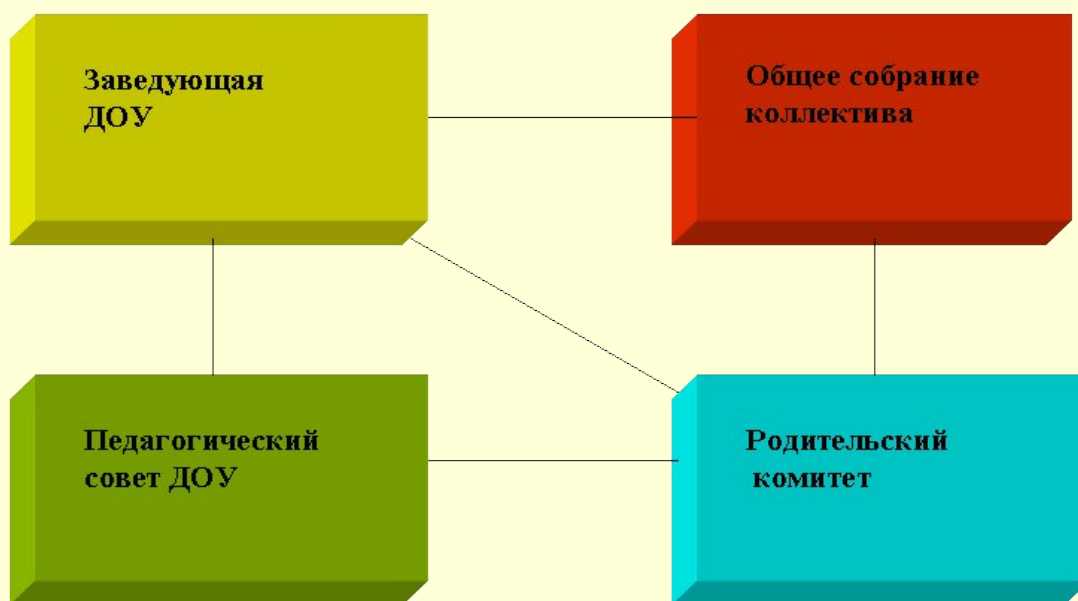 Заведующая
ДОУ
Общее собрание
коллектива
Педагогический
совет ДОУ
Родительский
комитет